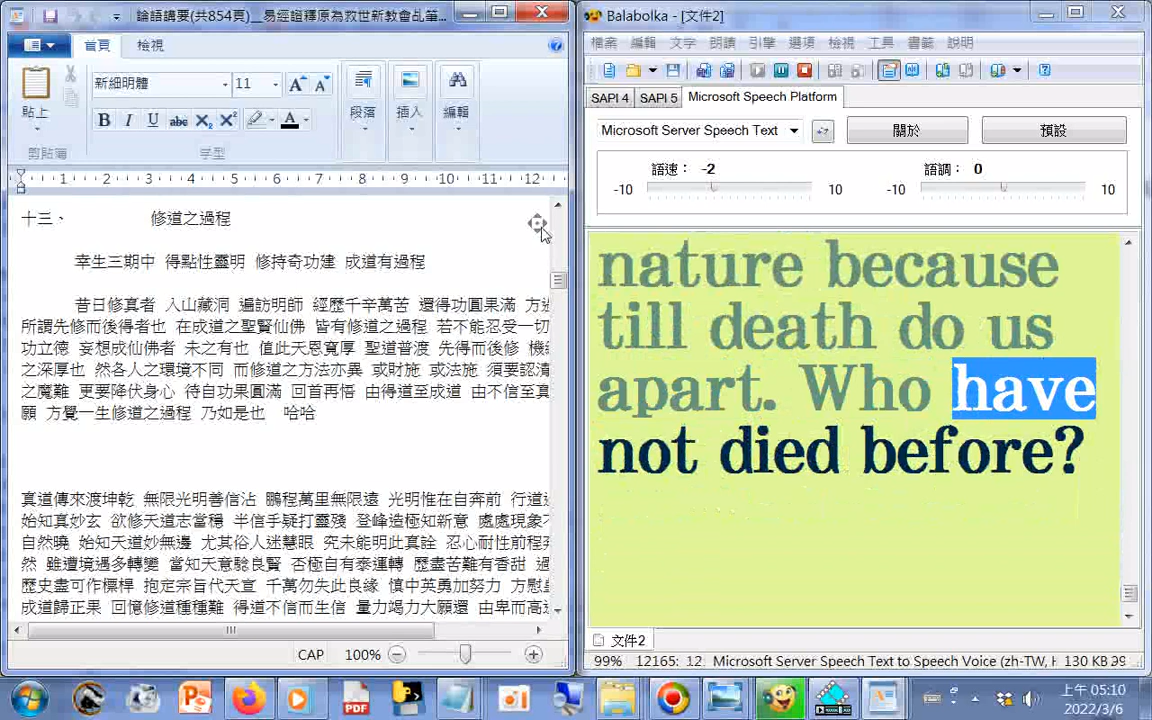 論語講要(共854頁)__易經證釋原為救世新教會乩筆...
首頁 檢視
貼上
剪貼簿
新細明體 11
B I U abc X₂ X²
字型
段落
插入
編輯
1 2 3 4 5 6 7 8 9 10 11 12
十三、 修道之過程
幸生三期中 得點性靈明 修持奇功建 成道有過程
昔日修真者 入山藏洞 遍訪明師 經歷千辛萬苦 還得功圓果滿 方
所謂先修而後得者也 在成道之聖賢仙佛 皆有修道之過程 若不能忍受一切
功立德 妄想成仙佛者 未之有也 值此天恩寬厚 聖道普渡 先得而後修 機
之深厚也 然各人之環境不同 而修道之方法亦異 或財施 或法施 須要認清
之魔難 更要降伏身心 待自功果圓滿 回首再悟 由得道至成道 由不信至真
願 方覺一生修道之過程 乃如是也 哈哈
真道傳來渡坤乾 無限光明善信沾 鵬程萬里無限遠 光明惟在自奔前 行道
始知真妙玄 欲修天道志當穩 半信手疑打靈殘 登峰造極知新意 處處現象
自然曉 始知天道妙無邊 尤其俗人迷慧眼 究未能明此真詮 忍心耐性前程
然 雖遭境遇多轉變 當知天意驗良賢 否極自有泰運轉 歷盡苦難有香甜
歷史盡可作標桿 抱定宗旨代天宣 千萬勿失此良緣 慎中英勇加努力 方慰
成道歸正果 回憶修道種種難 得道不信而生信 量力竭力大願還 由卑而高
CAP 100%
Balabolka - [文件2]
檔案 編輯 文字 朗讀 引擎 選項 檢視 工具 書籤 說明
SAPI 4 SAPI 5 Microsoft Speech Platform
Microsoft Server Speech Text 關於 預設
語速: -2 語調: 0
-10 10 -10 10
nature because
till death do us
apart. Who have
not died before?
文件2
99% 12165: 12. Microsoft Server Speech Text to Speech Voice (zh-TW, H 130 KB
上午 05:10
2022/3/6